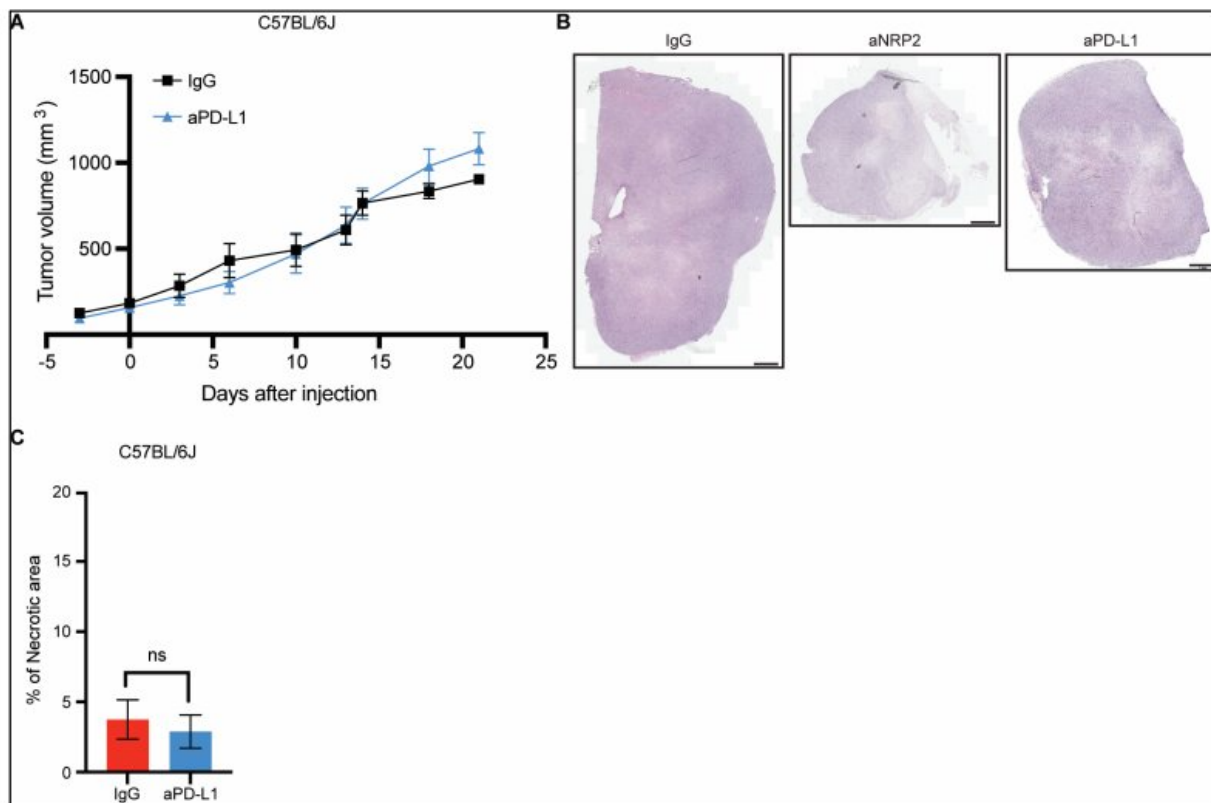 A
C57BL/6J
IgG
aPD-L1
Tumor volume (mm 3)
1500
1000
500
-5 0 5 10 15 20 25
Days after injection
B
IgG aNRP2 aPD-L1
C
C57BL/6J
% of Necrotic area
20
15
10
5
0
ns
IgG aPD-L1